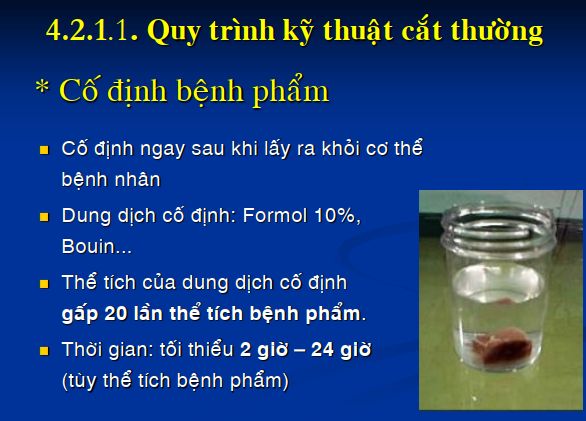 4.2.1.1. Quy trình kỹ thuật cắt thường
* Cố định bệnh phẩm
Cố định ngay sau khi lấy ra khỏi cơ thể
bệnh nhân
Dung dịch cố định: Formol 10%,
Bouin...
Thể tích của dung dịch cố định
gấp 20 lần thể tích bệnh phẩm.
Thời gian: tối thiểu 2 giờ – 24 giờ
(tùy thể tích bệnh phẩm)